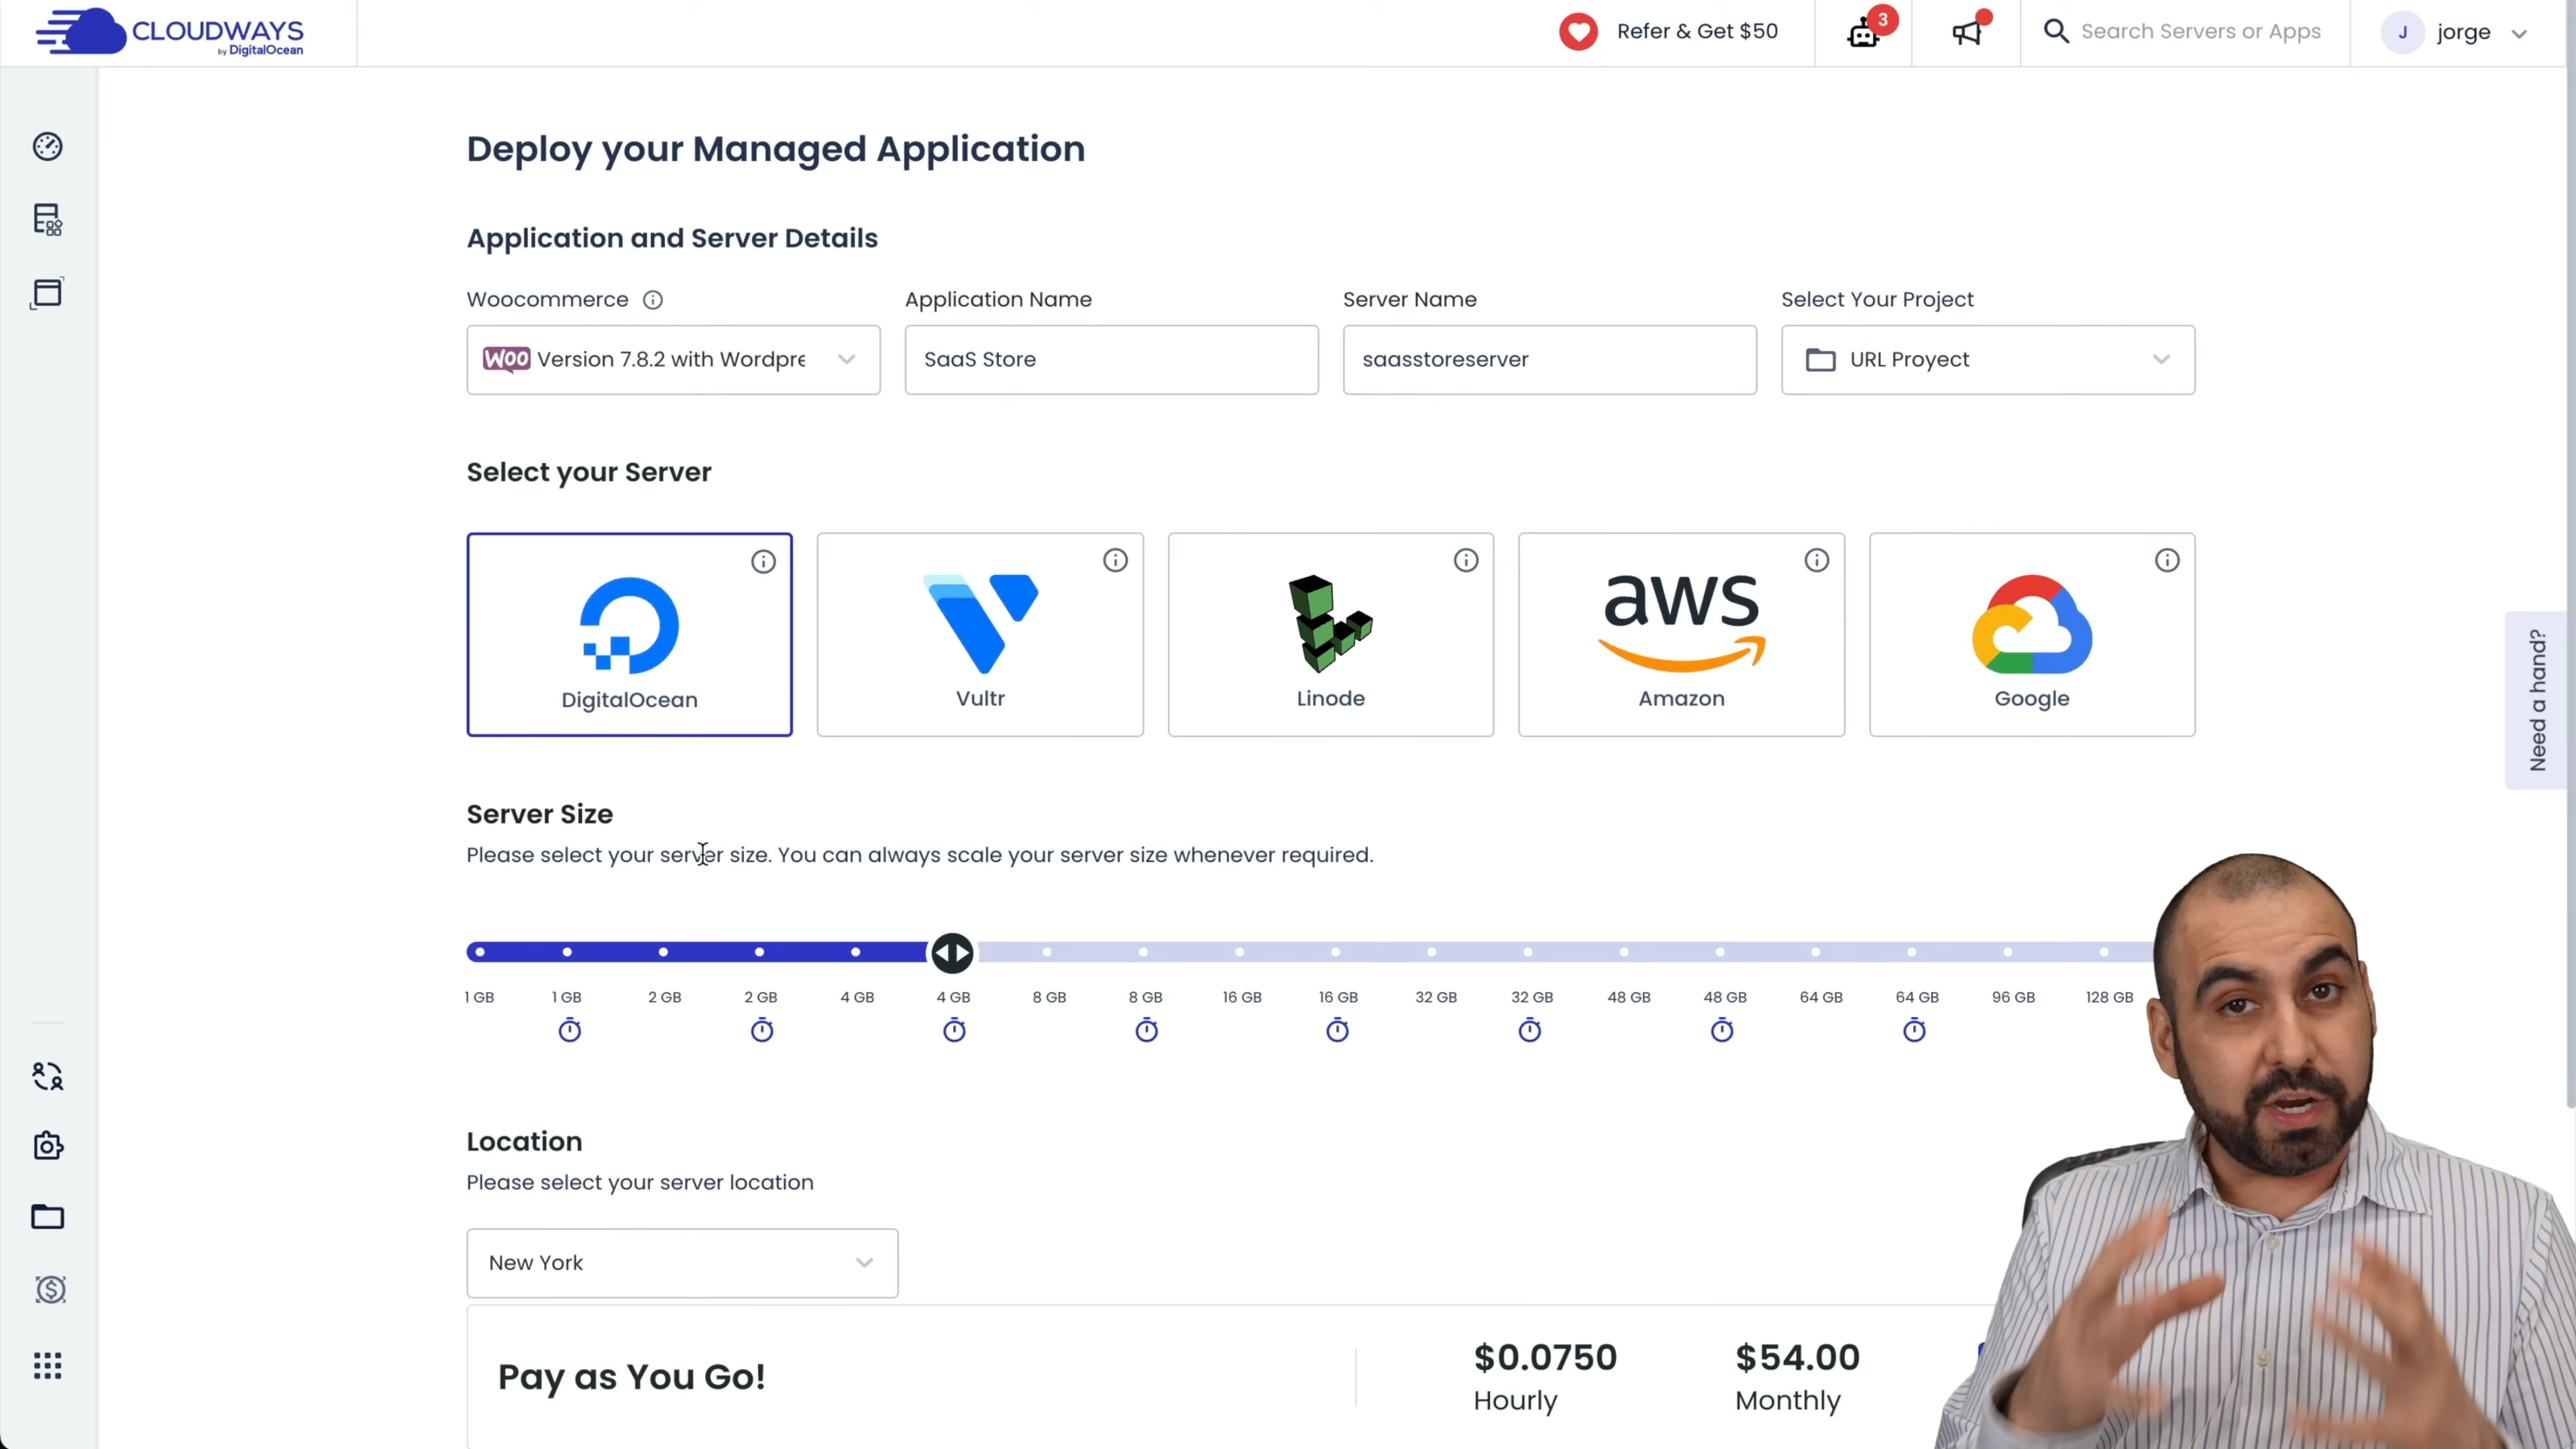 CLOUDWAYS
by DigitalOcean
Refer & Get $50
3
Search Servers or Apps
J
jorge
Deploy your Managed Application
Application and Server Details
Woocommerce
Application Name
Server Name
Select Your Project
Woo Version 7.8.2 with Wordpre
SaaS Store
saasstoreserver
URL Proyect
Select your Server
aws
DigitalOcean
Vultr
Linode
Amazon
Google
Need a hand?
Server Size
Please select your server size. You can always scale your server size whenever required.
1 GB 1 GB 2 GB 2 GB 4 GB 4 GB 8 GB 8 GB 16 GB 16 GB 32 GB 32 GB 48 GB 48 GB 64 GB 64 GB 96 GB 128 GB
Location
Please select your server location
New York
Pay as You Go!
$0.0750
$54.00
Hourly
Monthly